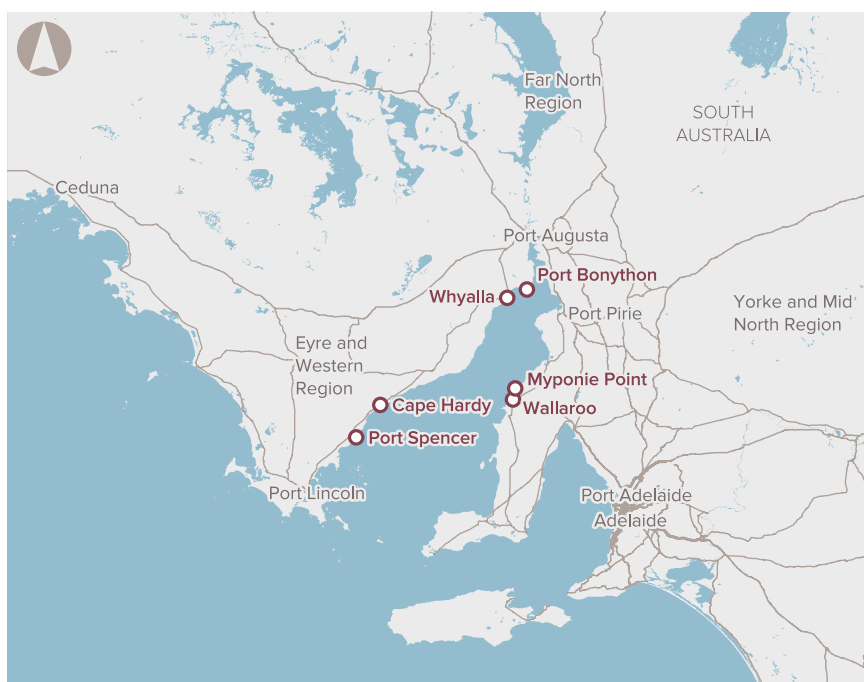 Far North
Region
SOUTH
AUSTRALIA
Ceduna
Port Augusta
Port Bonython
Whyalla
Yorke and Mid
North Region
Port Pirie
Eyre and
Western
Region
Myponie Point
Cape Hardy
Wallaroo
Port Spencer
Port Lincoln
Port Adelaide
Adelaide